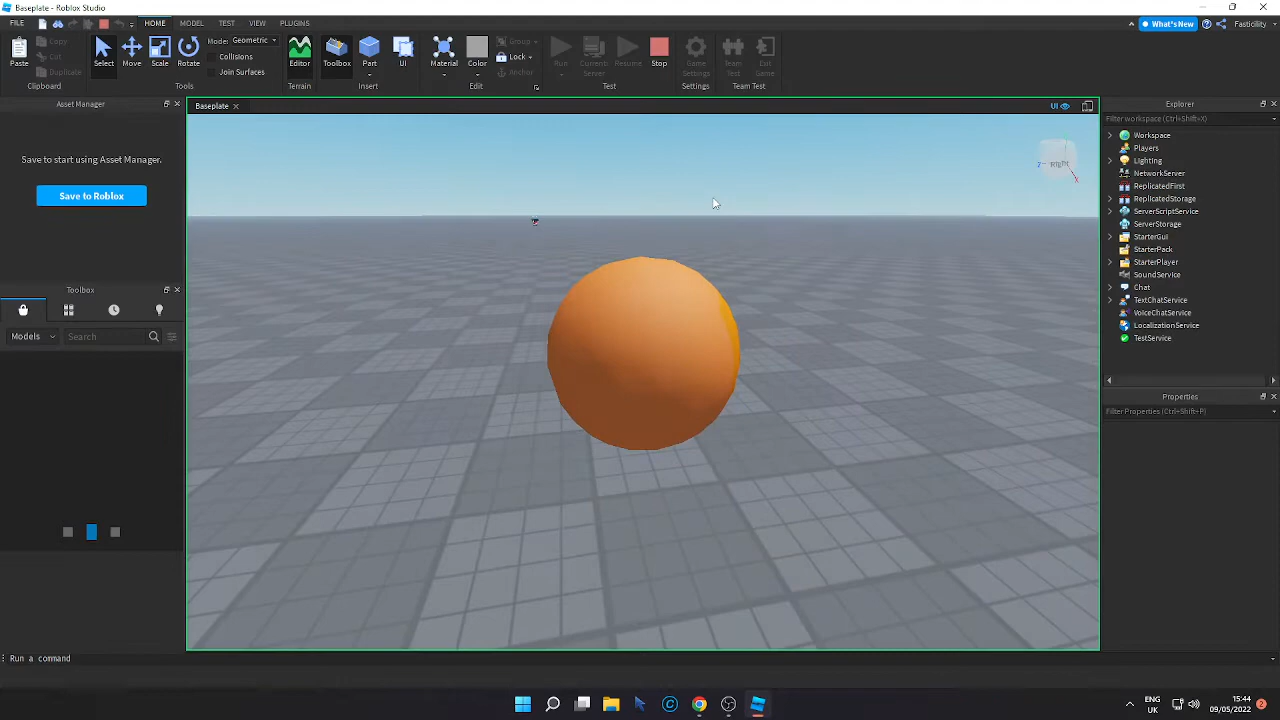 Baseplate - Roblox Studio
FILE HOME MODEL TEST VIEW PLUGINS What's New Fasticility
Paste Copy Cut Duplicate Select Move Scale Rotate Mode: Geometric Collisions Join Surfaces Editor Toolbox Part UI Material Color Group Lock Anchor Run Current: Server Resume Stop Game Settings Team Test Exit Game
Clipboard Tools Terrain Insert Edit Test Settings Team Test
Asset Manager
Save to start using Asset Manager.
Save to Roblox
Toolbox
Models Search
Baseplate
UI
Right
Z
X
Explorer
Filter workspace (Ctrl+Shift+X)
Workspace
Players
Lighting
NetworkServer
ReplicatedFirst
ReplicatedStorage
ServerScriptService
ServerStorage
StarterGui
StarterPack
StarterPlayer
SoundService
Chat
TextChatService
VoiceChatService
LocalizationService
TestService
Properties
Filter Properties (Ctrl+Shift+P)
Run a command
ENG
UK
15:44
09/05/2022
2